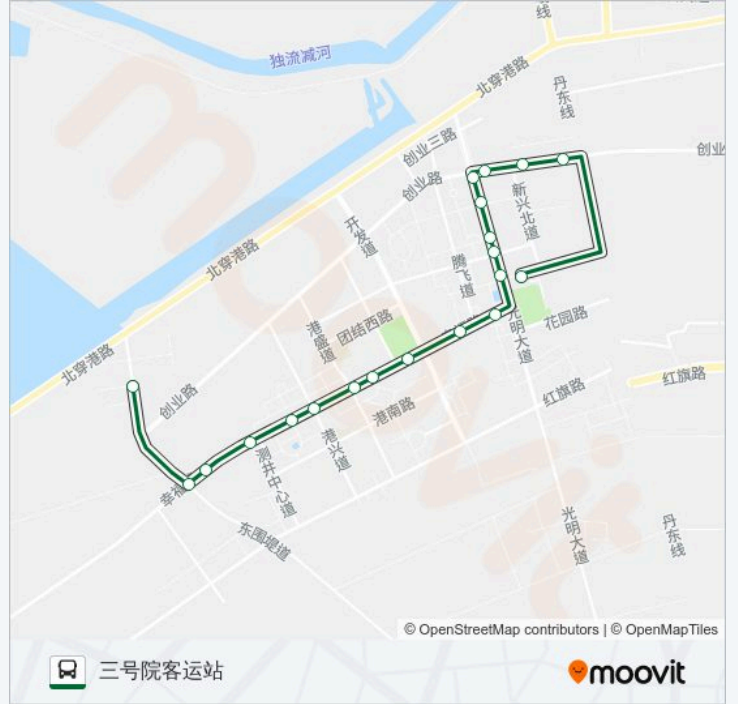 线
独流减河
北穿港路
丹东线
创业三路
创业
创业路
新兴北道
开发道
北穿港路
腾飞道
港盛道
团结西路
光明大道
花园路
北穿港路
红旗路
创业路
红旗路
港南路
港兴道
测井中心道
幸福
东围堤道
光明大道
丹东线
© OpenStreetMap contributors | © OpenMapTiles
三号院客运站
moovit